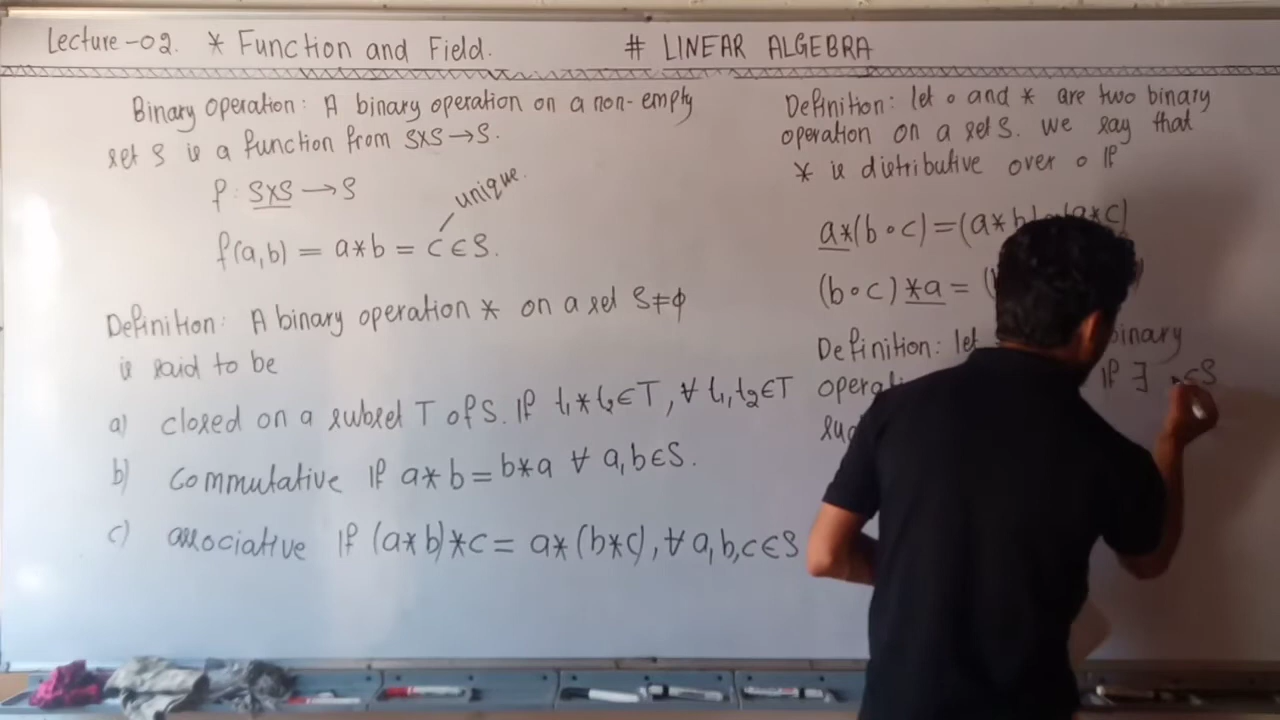 Lecture-02. * Function and Field. # LINEAR ALGEBRA
Binary operation: A binary operation on a non-empty
set S is a function from S×S→S.
f: S×S → S
unique.
f(a,b) = a*b = c∈S.
Definition: A binary operation * on a set S≠ϕ
is said to be
a) closed on a subset T of S. If t₁*t₂∈T, ∀ t₁,t₂∈T
b) Commutative If a*b = b*a ∀ a,b∈S.
c) associative If (a*b)*c = a*(b*c), ∀ a,b,c∈S
Definition: let ∘ and * are two binary
operation on a set S. we say that
* is distributive over ∘ If
a*(b∘c)=(a*b)∘(a*c)
(b∘c)*a = (
Definition: let binary
If ∃ ∈S